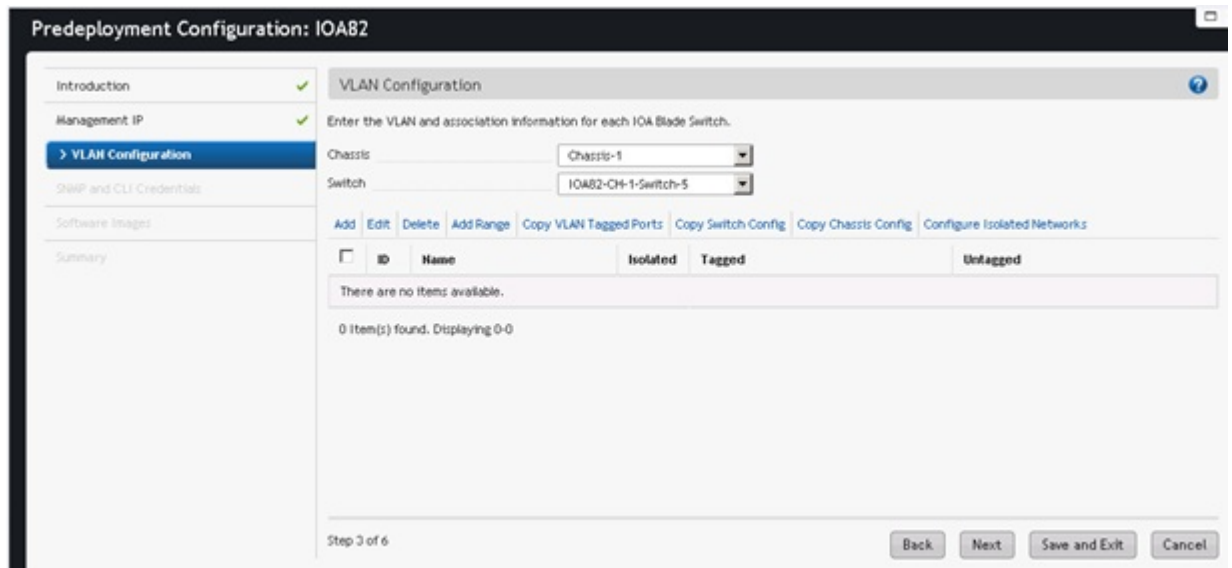 Predeployment Configuration: IOA82
Introduction
Management IP
> VLAN Configuration
SNMP and CLI Credentials
Software Images
Summary
VLAN Configuration
?
Enter the VLAN and association information for each IOA Blade Switch.
Chassis Chassis-1
Switch IOA82-CH-1-Switch-5
Add Edit Delete Add Range Copy VLAN Tagged Ports Copy Switch Config Copy Chassis Config Configure Isolated Networks
ID Name Isolated Tagged Untagged
There are no items available.
0 Item(s) found. Displaying 0-0
Step 3 of 6
Back Next Save and Exit Cancel